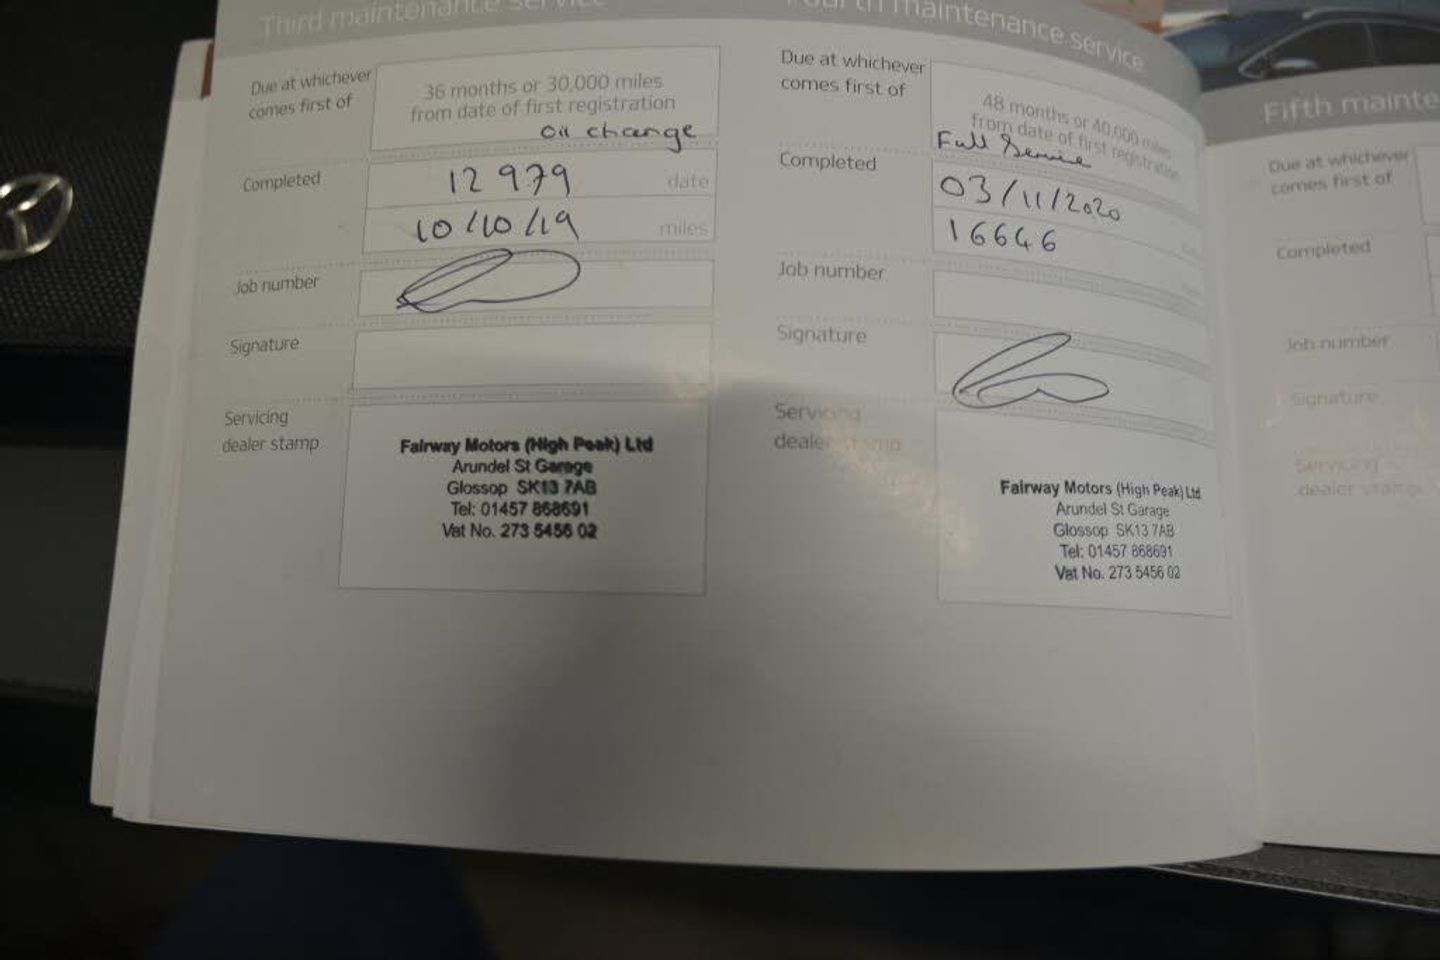 Third maintenance service
Due at whichever
comes first of
36 months or 30,000 miles
from date of first registration
Oil change
Completed
12 979
date
10/10/19
miles
Job number
Signature
Servicing
dealer stamp
Fairway Motors (High Peak) Ltd
Arundel St Garage
Glossop SK13 7AB
Tel: 01457 868691
Vat No. 273 5456 02
Fourth maintenance service
Due at whichever
comes first of
48 months or 40,000 miles
from date of first registration
Full Service
Completed
03/11/2020
16646
Job number
Signature
Servicing
dealer stamp
Fairway Motors (High Peak) Ltd
Arundel St Garage
Glossop SK13 7AB
Tel: 01457 868691
Vat No. 273 5456 02
Fifth mainte
Due at whichever
comes first of
Completed
Job number
Signature
Servicing
dealer stamp